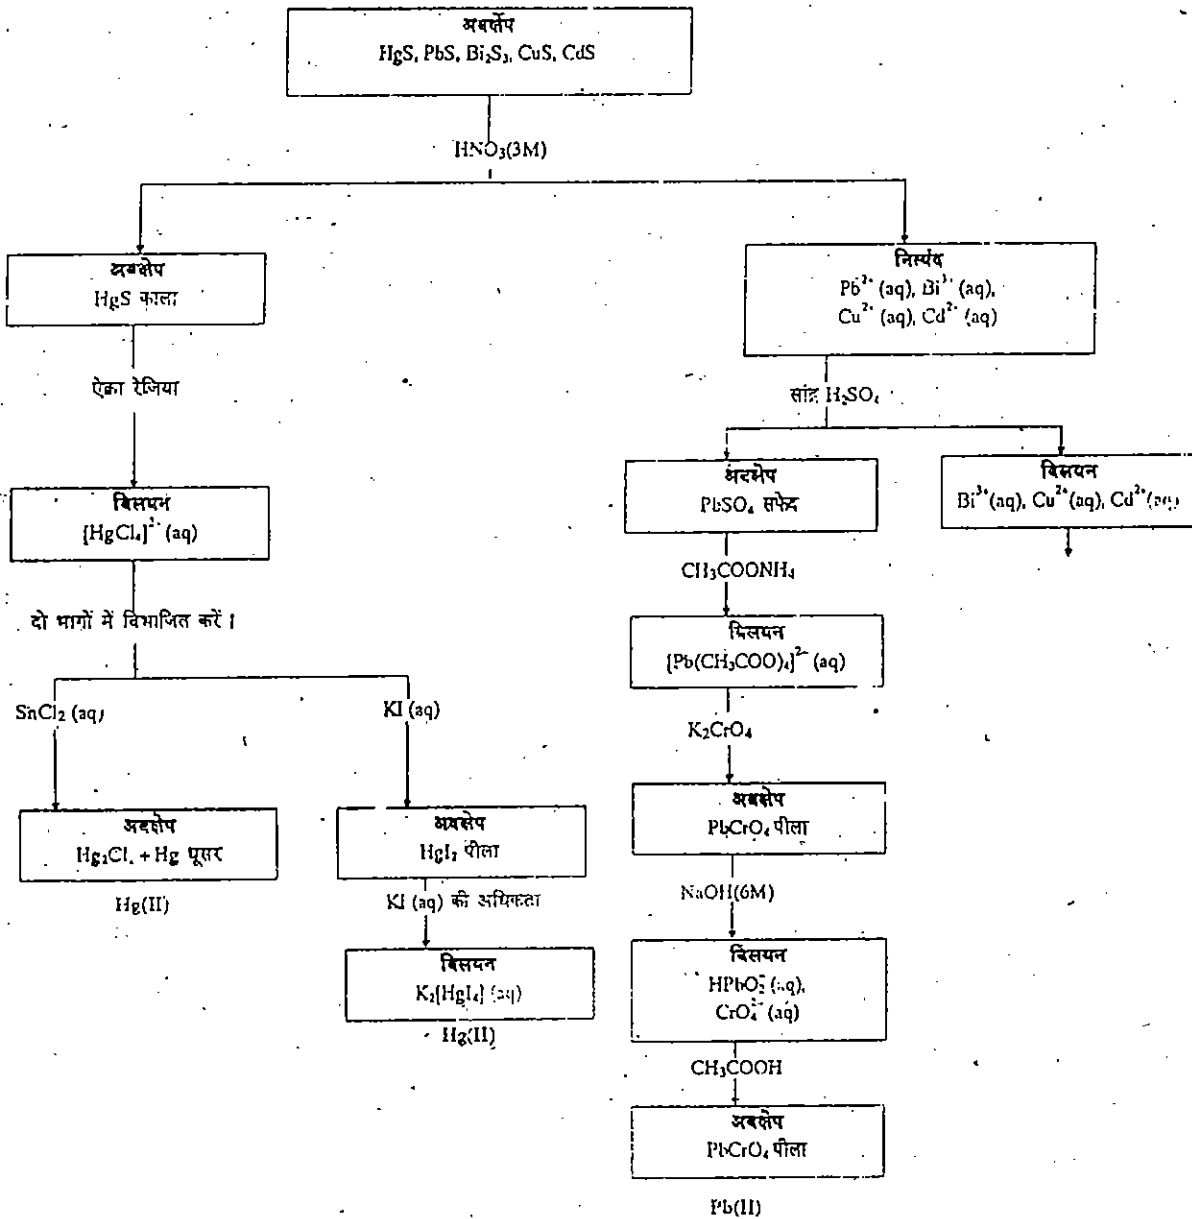 अवक्षेप
HgS, PbS, Bi₂S₃, CuS, CdS
HNO₃(3M)
अवक्षेप
HgS काला
ऐक्वा रेजिया
विलयन
[HgCl₄]²⁻ (aq)
दो भागों में विभाजित करें ।
SnCl₂ (aq)
अवक्षेप
Hg₂Cl₂ + Hg धूसर
Hg(II)
KI (aq)
अवक्षेप
HgI₂ पीला
KI (aq) की अधिकता
विलयन
K₂[HgI₄] (aq)
Hg(II)
निस्यंद
Pb²⁺ (aq), Bi³⁺ (aq),
Cu²⁺ (aq), Cd²⁺ (aq)
सांद्र H₂SO₄
अवक्षेप
PbSO₄ सफेद
CH₃COONH₄
विलयन
[Pb(CH₃COO)₄]²⁻ (aq)
K₂CrO₄
अवक्षेप
PbCrO₄ पीला
NaOH(6M)
विलयन
HPbO₂⁻ (aq),
CrO₄²⁻ (aq)
CH₃COOH
अवक्षेप
PbCrO₄ पीला
Pb(II)
विलयन
Bi³⁺(aq), Cu²⁺(aq), Cd²⁺(aq)